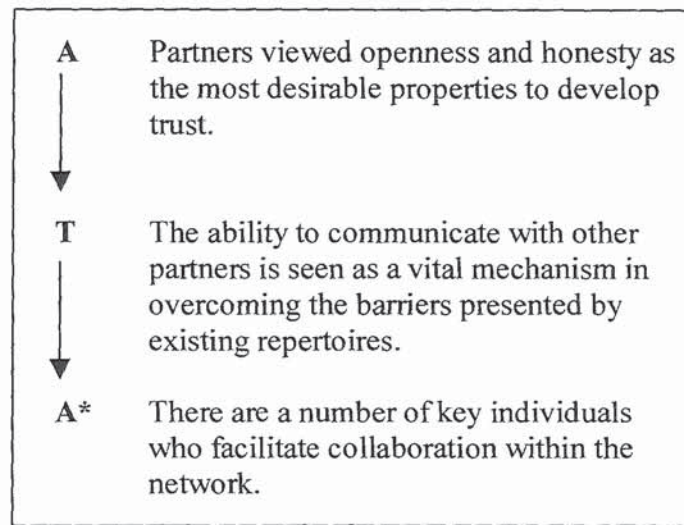 A Partners viewed openness and honesty as
the most desirable properties to develop
trust.
T The ability to communicate with other
partners is seen as a vital mechanism in
overcoming the barriers presented by
existing repertoires.
A* There are a number of key individuals
who facilitate collaboration within the
network.